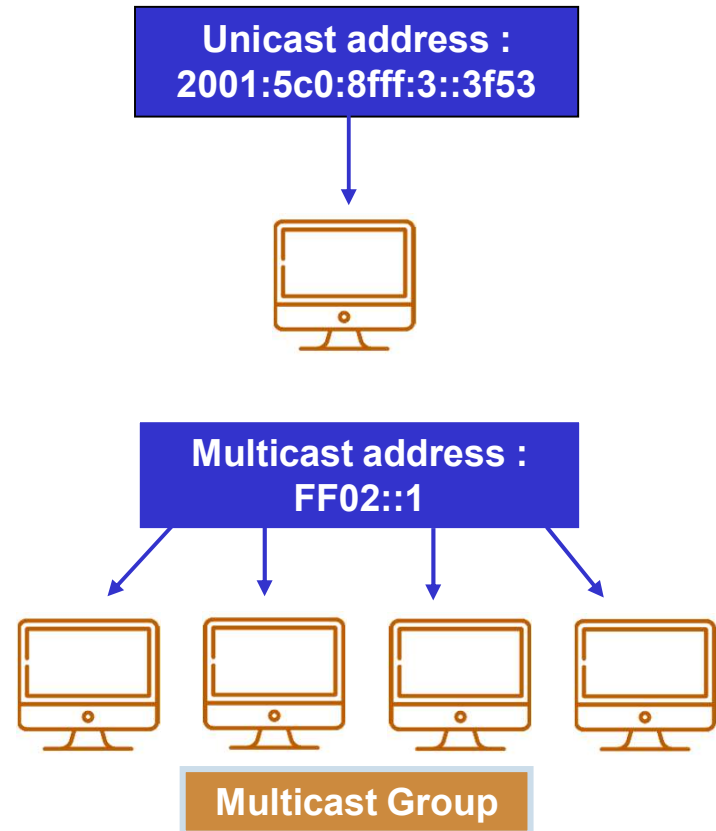 Unicast address :
2001:5c0:8fff:3::3f53
Multicast address :
FF02::1
Multicast Group